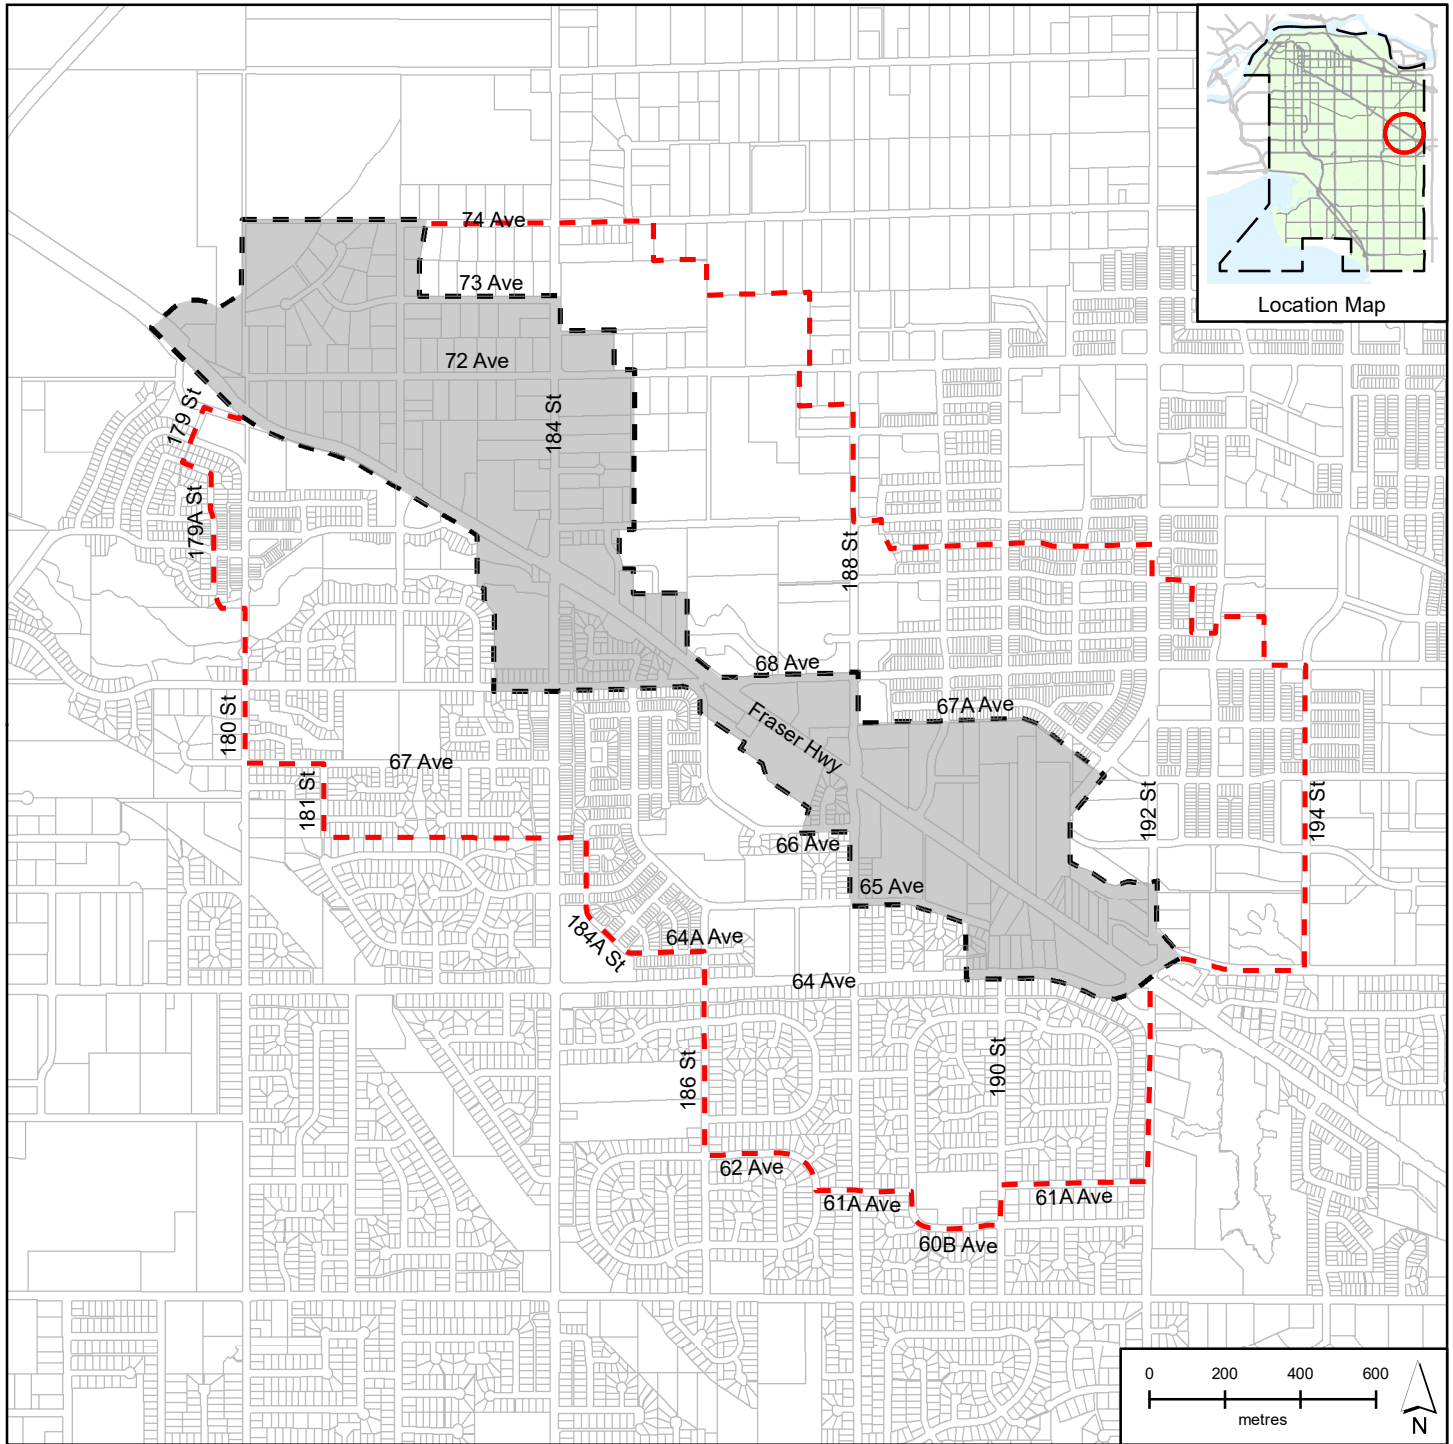 Location Map
74 Ave
73 Ave
72 Ave
179 St
184 St
179A St
188 St
68 Ave
67A Ave
Fraser Hwy
180 St
67 Ave
181 St
192 St
194 St
66 Ave
65 Ave
184A St
64A Ave
64 Ave
186 St
190 St
62 Ave
61A Ave
61A Ave
60B Ave
0 200 400 600
metres
N